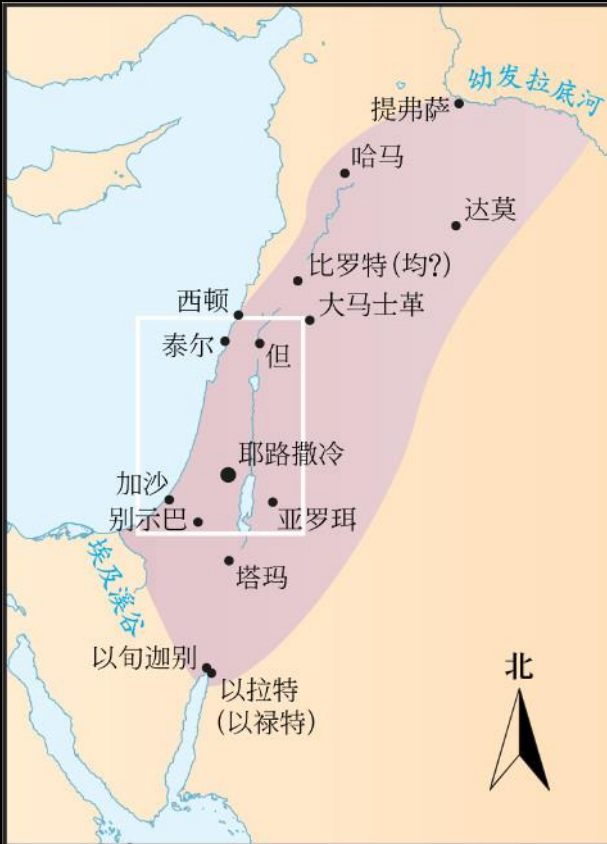 幼发拉底河
提弗萨
哈马
达莫
比罗特(均?)
西顿
大马士革
泰尔
但
耶路撒冷
加沙
别示巴
亚罗珥
埃及溪谷
塔玛
以旬迦别
以拉特
(以禄特)
北